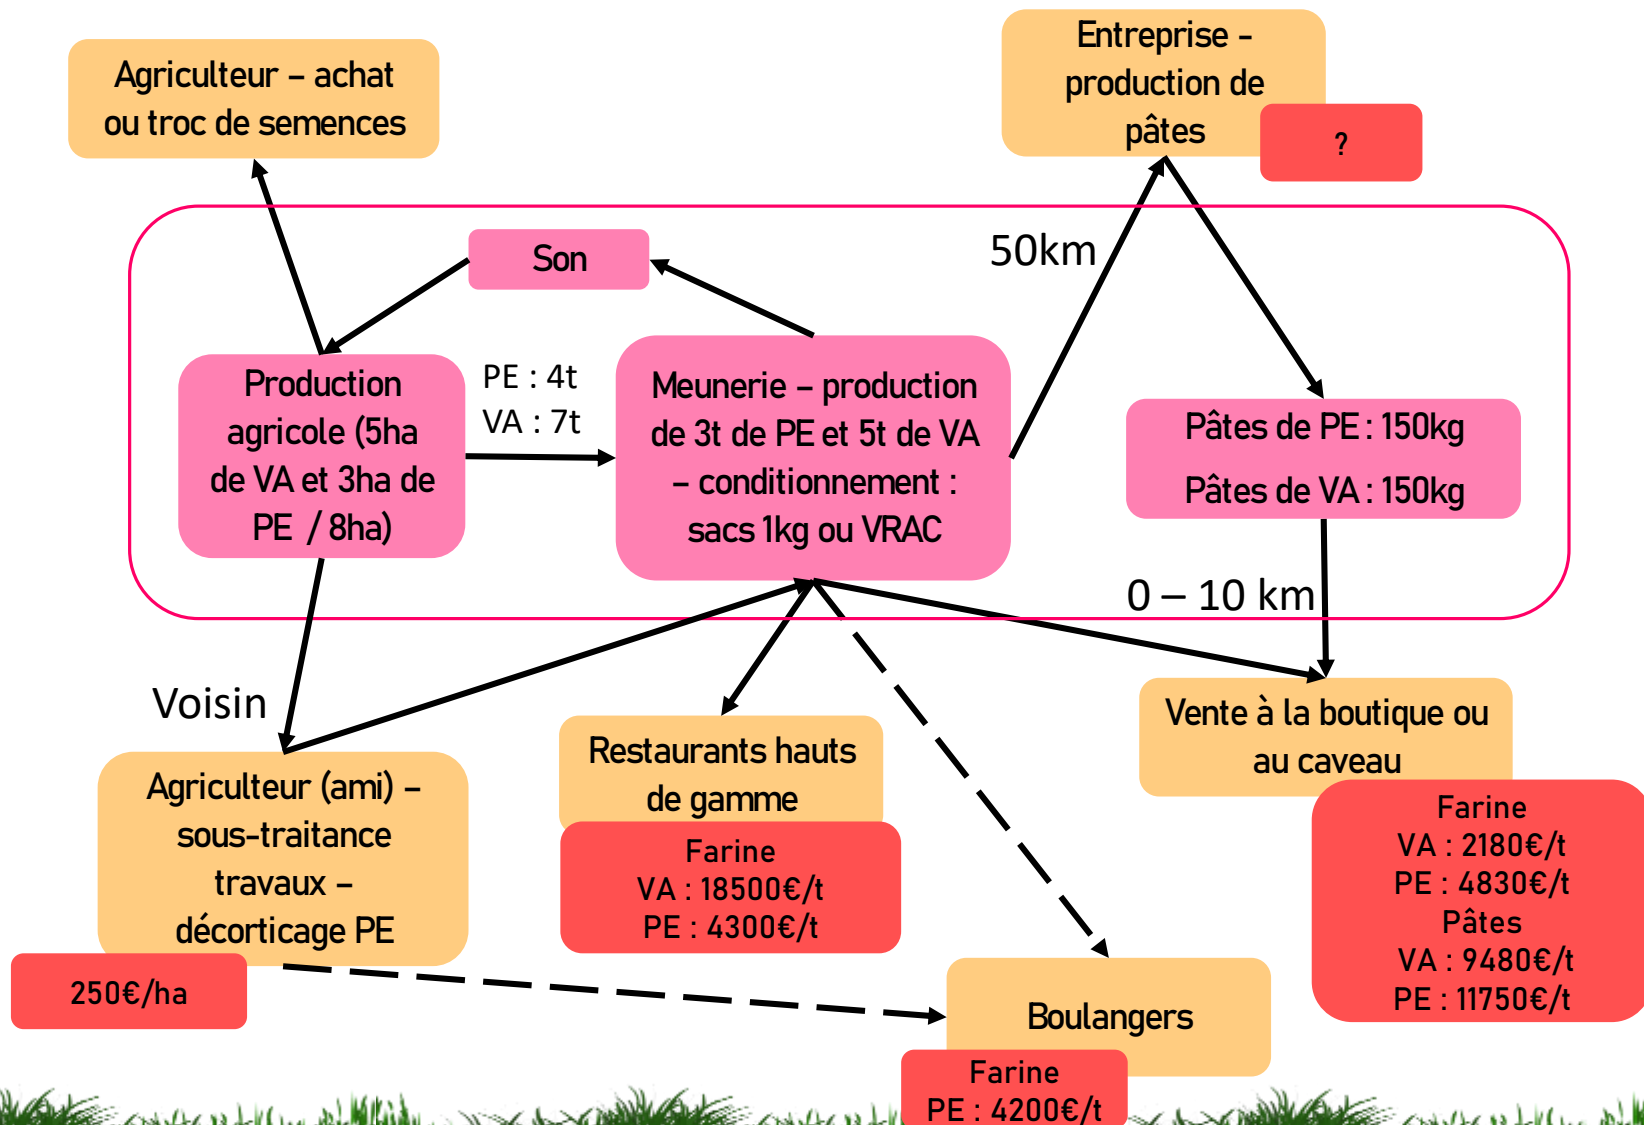 Agriculteur – achat
ou troc de semences
Entreprise –
production de
pâtes
?
Son
50km
Production
agricole (5ha
de VA et 3ha de
PE / 8ha)
PE : 4t
VA : 7t
Meunerie – production
de 3t de PE et 5t de VA
– conditionnement :
sacs 1kg ou VRAC
Pâtes de PE : 150kg
Pâtes de VA : 150kg
0 – 10 km
Voisin
Agriculteur (ami) –
sous-traitance
travaux –
décorticage PE
250€/ha
Restaurants hauts
de gamme
Farine
VA : 18500€/t
PE : 4300€/t
Vente à la boutique ou
au caveau
Farine
VA : 2180€/t
PE : 4830€/t
Pâtes
VA : 9480€/t
PE : 11750€/t
Boulangers
Farine
PE : 4200€/t